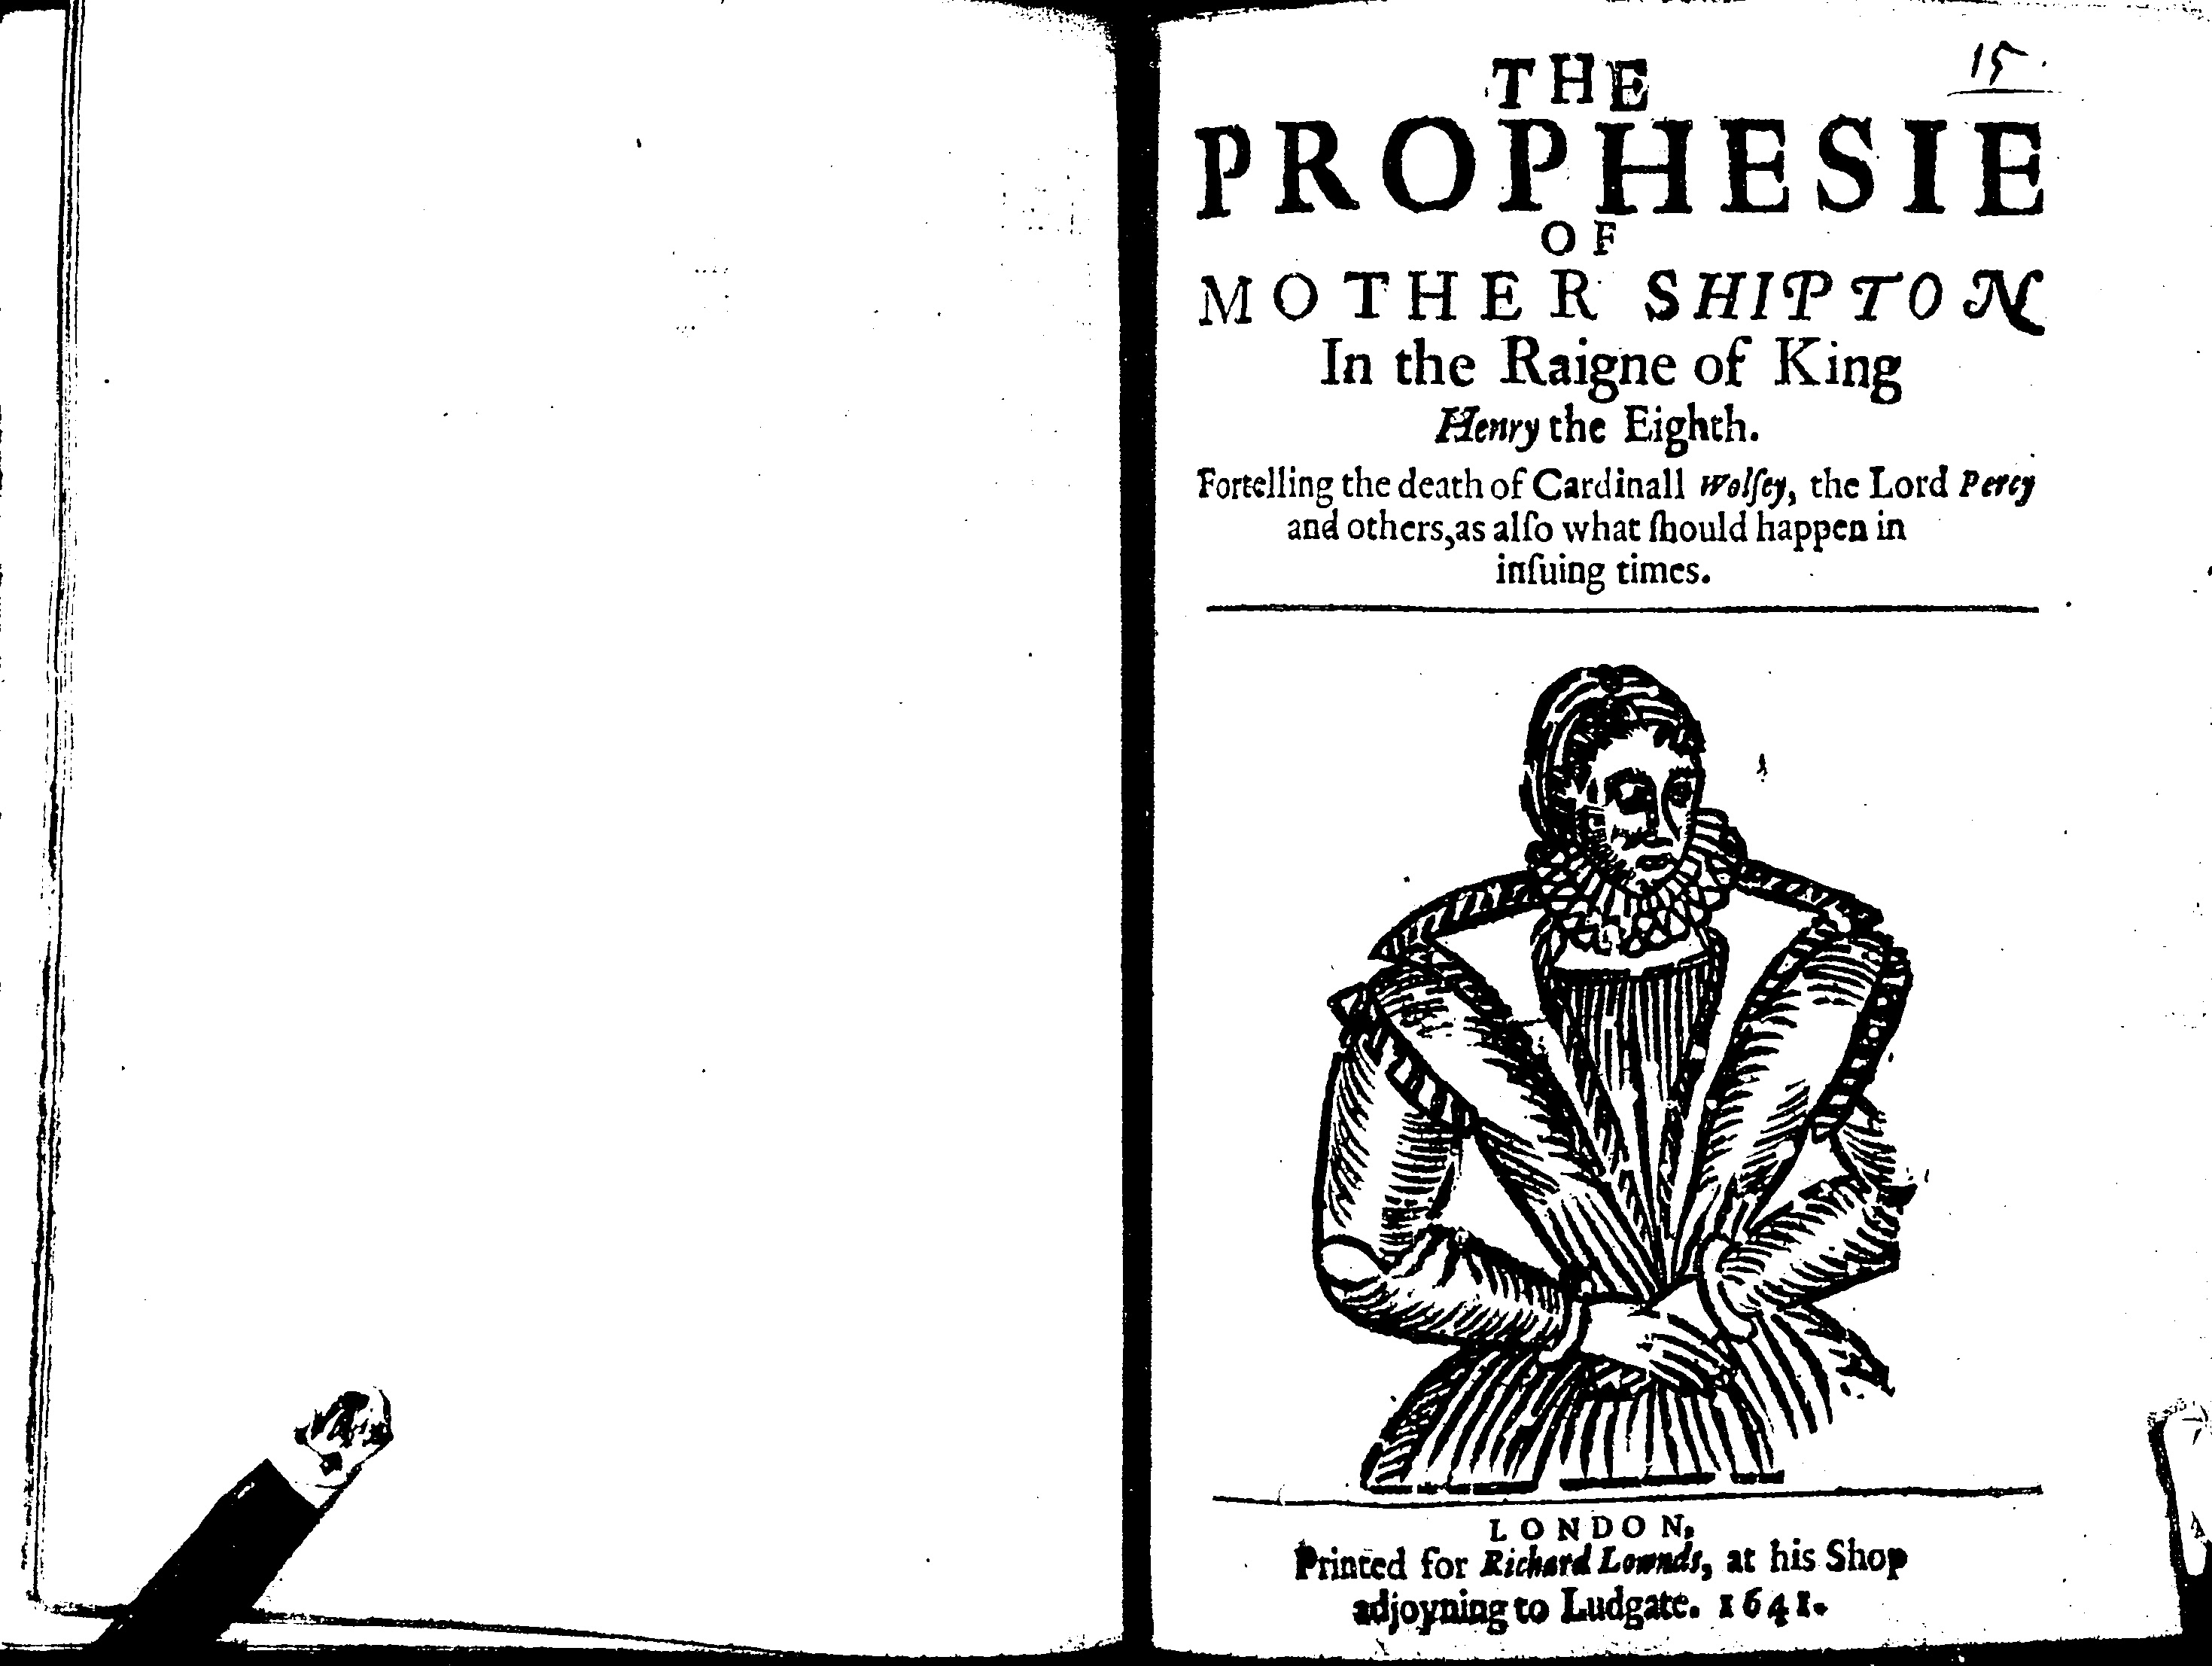 15.
THE
PROPHESIE
OF
MOTHER SHIPTON
In the Raigne of King
Henry the Eighth.
Fortelling the death of Cardinall Wolſey, the Lord Percy
and others, as alſo what ſhould happen in
inſuing times.
LONDON,
Printed for Richard Lownds, at his Shop
adjoyning to Ludgate. 1641.